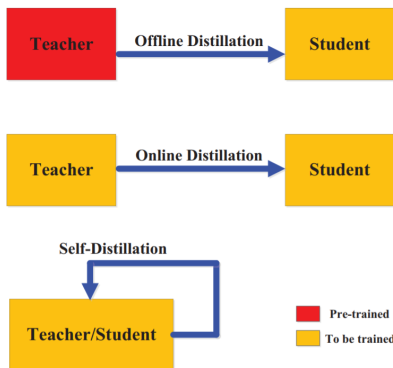 Teacher
Offline Distillation
Student
Teacher
Online Distillation
Student
Self-Distillation
Teacher/Student
Pre-trained
To be trained